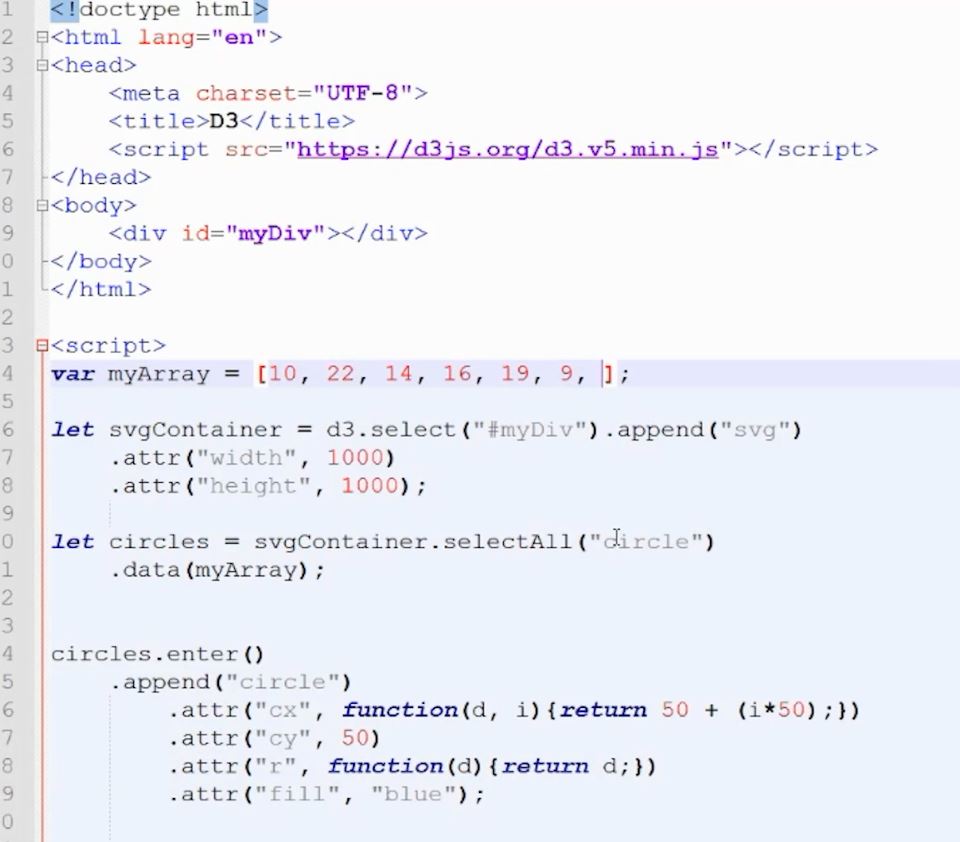 1 <!doctype html>
2 <html lang="en">
3 <head>
4 <meta charset="UTF-8">
5 <title>D3</title>
6 <script src="https://d3js.org/d3.v5.min.js"></script>
7 </head>
8 <body>
9 <div id="myDiv"></div>
0 </body>
1 </html>
2
3 <script>
4 var myArray = [10, 22, 14, 16, 19, 9, ];
5
6 let svgContainer = d3.select("#myDiv").append("svg")
7 .attr("width", 1000)
8 .attr("height", 1000);
9
0 let circles = svgContainer.selectAll("circle")
1 .data(myArray);
2
3
4 circles.enter()
5 .append("circle")
6 .attr("cx", function(d, i){return 50 + (i*50);})
7 .attr("cy", 50)
8 .attr("r", function(d){return d;})
9 .attr("fill", "blue");
0